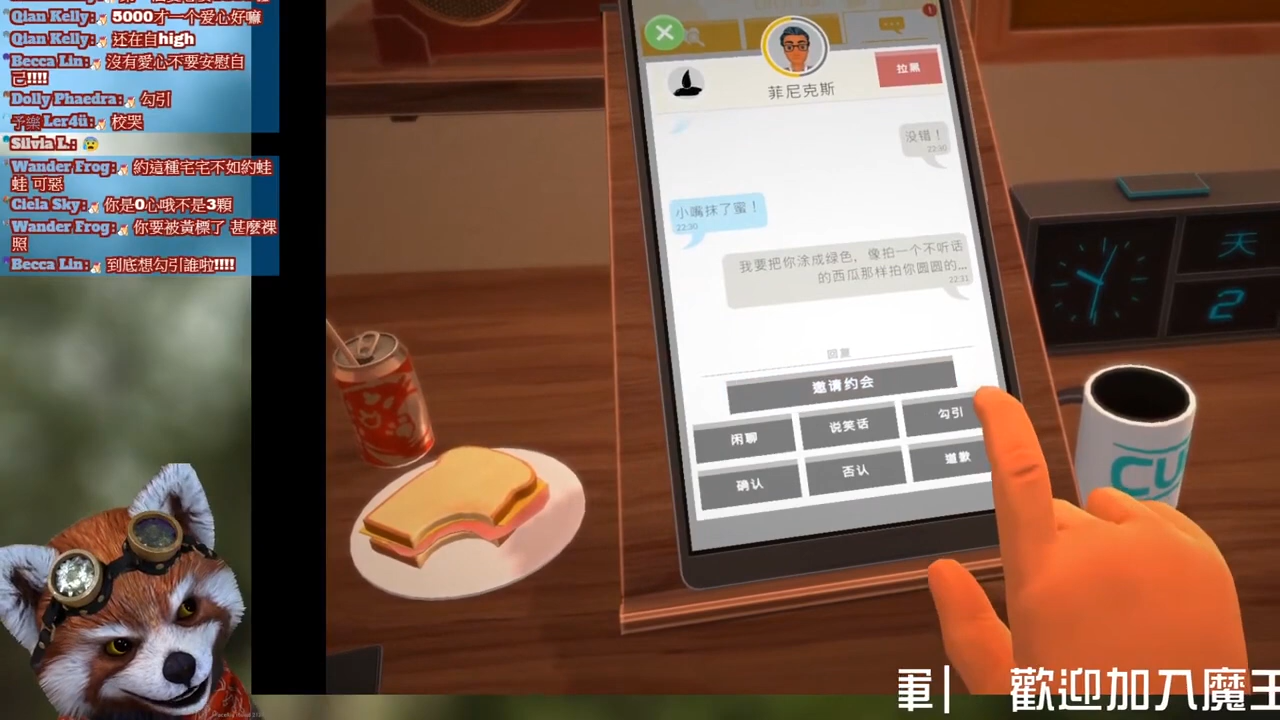 Qian Kelly: 5000才一个爱心好嘛
Qian Kelly: 还在自high
Becca Lin: 沒有愛心不要安慰自
己!!!!
Dolly Phaedra: 勾引
予樂 Ler4ü: 校哭
Silvia L.: 😰
Wander Frog: 約這種宅宅不如約蛙
蛙 可惡
Ciela Sky: 你是0心哦不是3顆
Wander Frog: 你要被黃標了 甚麼裸
照
Becca Lin: 到底想勾引誰啦!!!!
菲尼克斯
拉黑
没错！
22:30
小嘴抹了蜜！
22:30
我要把你涂成绿色，像拍一个不听话
的西瓜那样拍你圆圆的...
22:31
回复
邀请约会
闲聊
说笑话
勾引
确认
否认
道歉
天
2
CU
軍| 歡迎加入魔王